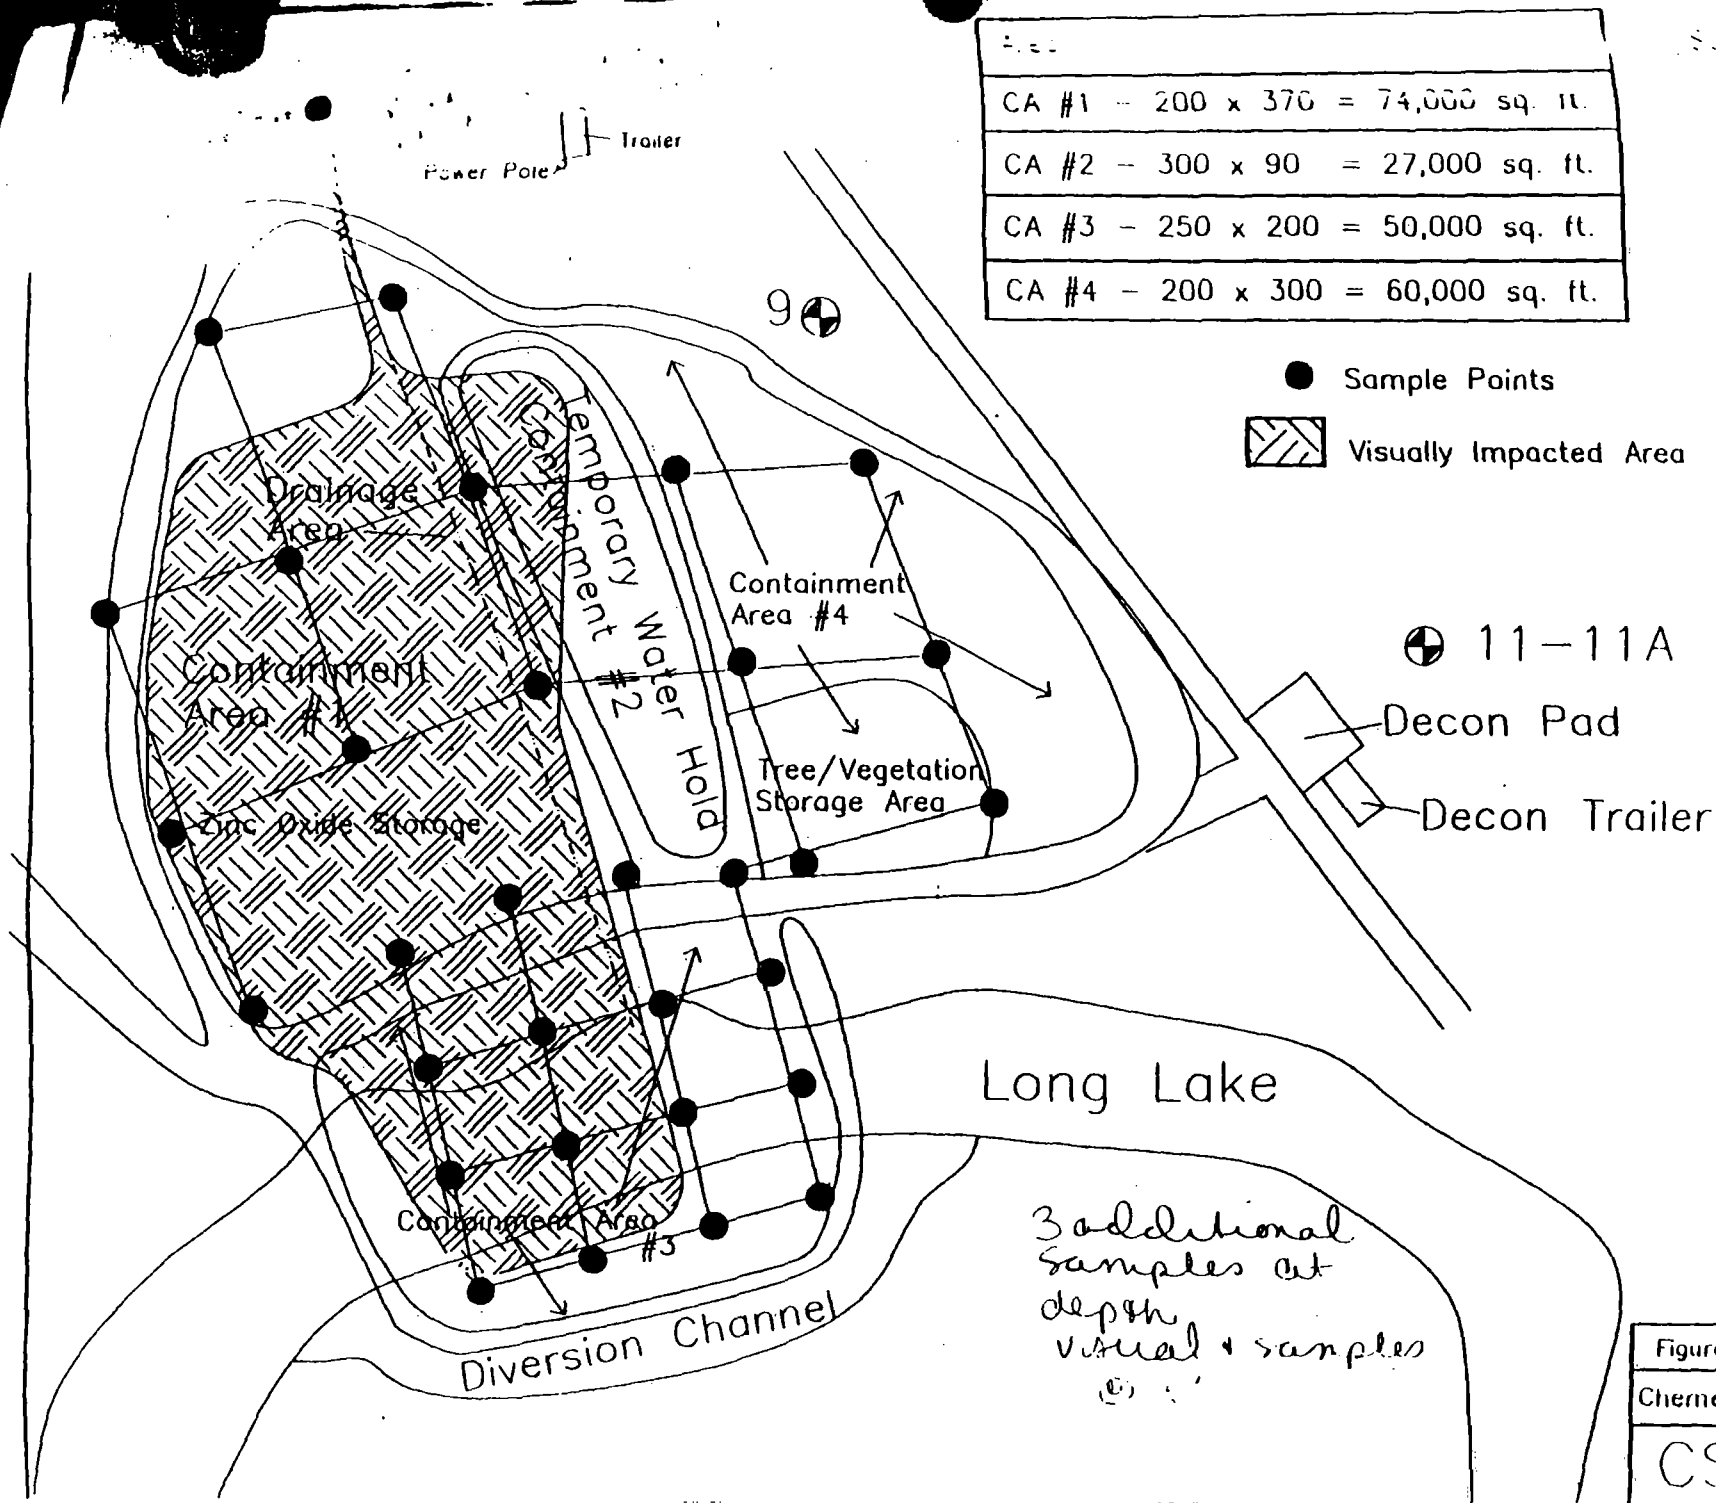 CA #1 - 200 x 370 = 74,000 sq. ft.
CA #2 - 300 x 90 = 27,000 sq. ft.
CA #3 - 250 x 200 = 50,000 sq. ft.
CA #4 - 200 x 300 = 60,000 sq. ft.
Trailer
Power Pole
9
Sample Points
Visually Impacted Area
Temporary Water Hold
Containment #2
Drainage
Area
Containment
Area #4
11-11A
Containment
Area #1
Decon Pad
Tree/Vegetation
Storage Area
Decon Trailer
Zinc Oxide Storage
Long Lake
Containment Area
#3
3 additional
samples at
depth
visual & samples
Diversion Channel
Figur
Cheme
CS